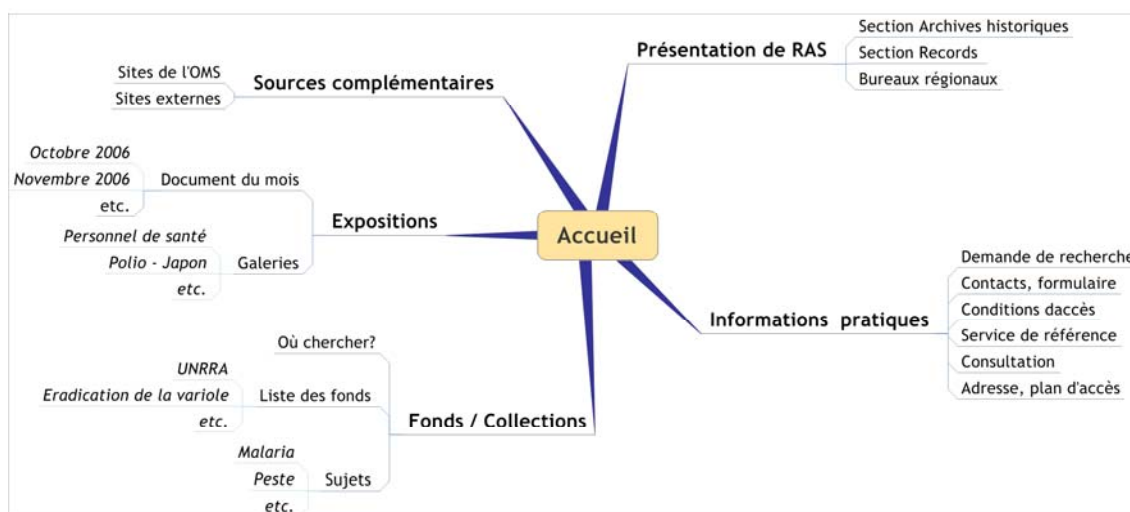 Accueil
Présentation de RAS
Section Archives historiques
Section Records
Bureaux régionaux
Informations pratiques
Demande de recherche
Contacts, formulaire
Conditions daccès
Service de référence
Consultation
Adresse, plan d'accès
Sources complémentaires
Sites de l'OMS
Sites externes
Expositions
Document du mois
Octobre 2006
Novembre 2006
etc.
Galeries
Personnel de santé
Polio - Japon
etc.
Fonds / Collections
Où chercher?
Liste des fonds
UNRRA
Eradication de la variole
etc.
Sujets
Malaria
Peste
etc.